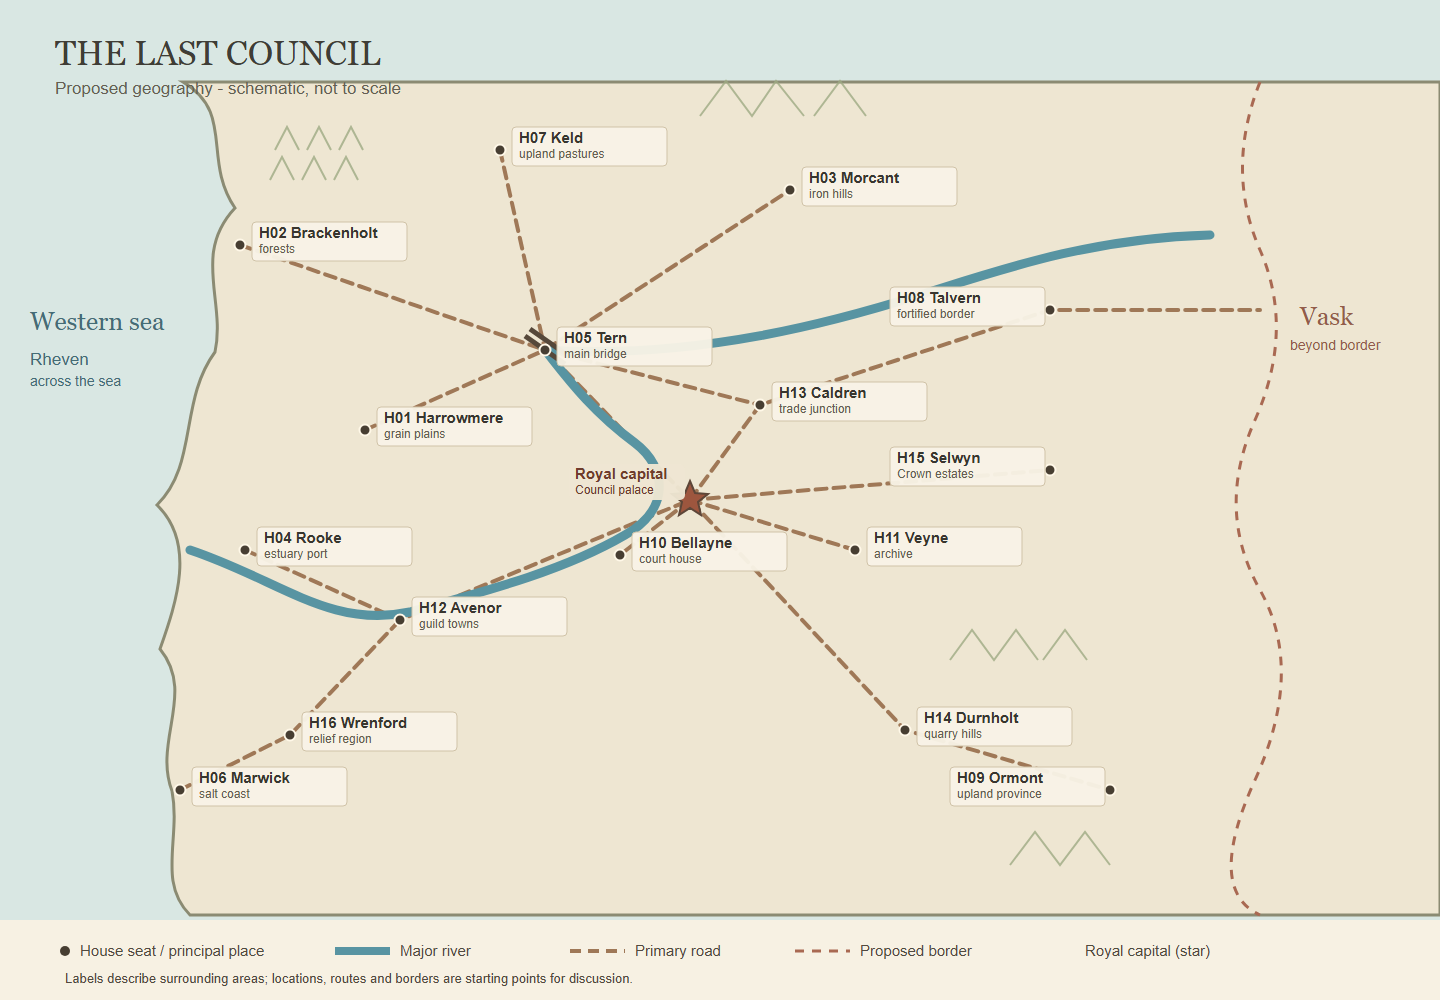 THE LAST COUNCIL
Proposed geography - schematic, not to scale
H07 Keld
upland pastures
H03 Morcant
iron hills
H02 Brackenholt
forests
H08 Talvern
fortified border
Western sea
Rheven
across the sea
Vask
beyond border
H05 Tern
main bridge
H13 Caldren
trade junction
H01 Harrowmere
grain plains
H15 Selwyn
Crown estates
Royal capital
Council palace
H04 Rooke
estuary port
H10 Bellayne
court house
H11 Veyne
archive
H12 Avenor
guild towns
H16 Wrenford
relief region
H14 Durnholt
quarry hills
H06 Marwick
salt coast
H09 Ormont
upland province
House seat / principal place
Major river
Primary road
Proposed border
Royal capital (star)
Labels describe surrounding areas; locations, routes and borders are starting points for discussion.